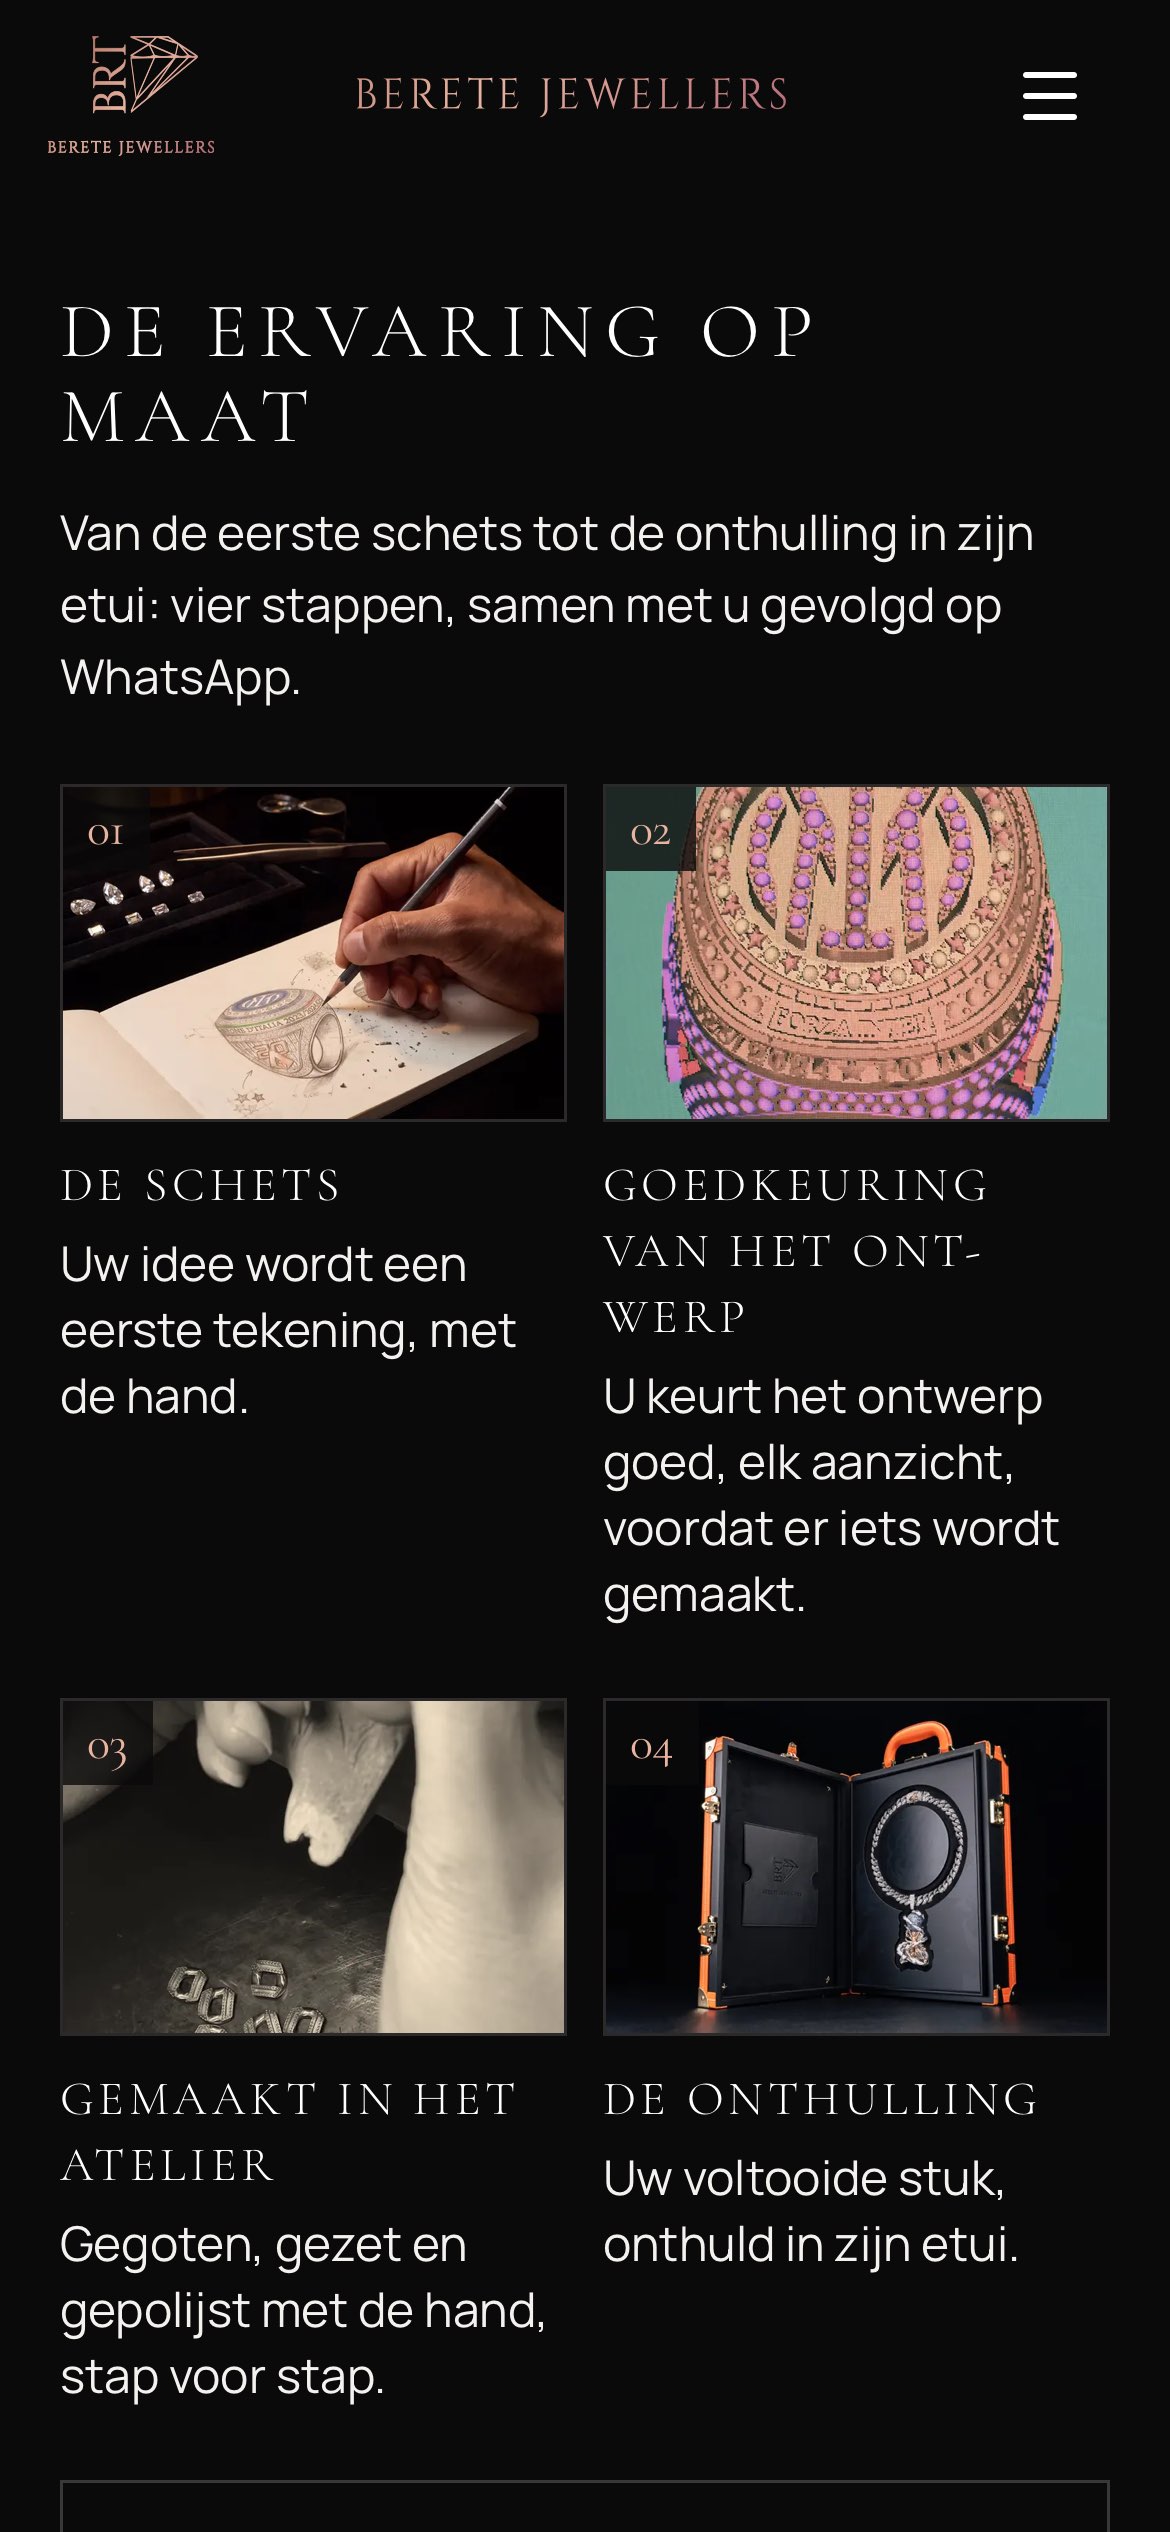 BRT
BERETE JEWELLERS
BERETE JEWELLERS
DE ERVARING OP
MAAT
Van de eerste schets tot de onthulling in zijn
etui: vier stappen, samen met u gevolgd op
WhatsApp.
01
02
FORZA INTER
DE SCHETS
Uw idee wordt een
eerste tekening, met
de hand.
GOEDKEURING
VAN HET ONT-
WERP
U keurt het ontwerp
goed, elk aanzicht,
voordat er iets wordt
gemaakt.
03
04
BRT
GEMAAKT IN HET
ATELIER
Gegoten, gezet en
gepolijst met de hand,
stap voor stap.
DE ONTHULLING
Uw voltooide stuk,
onthuld in zijn etui.